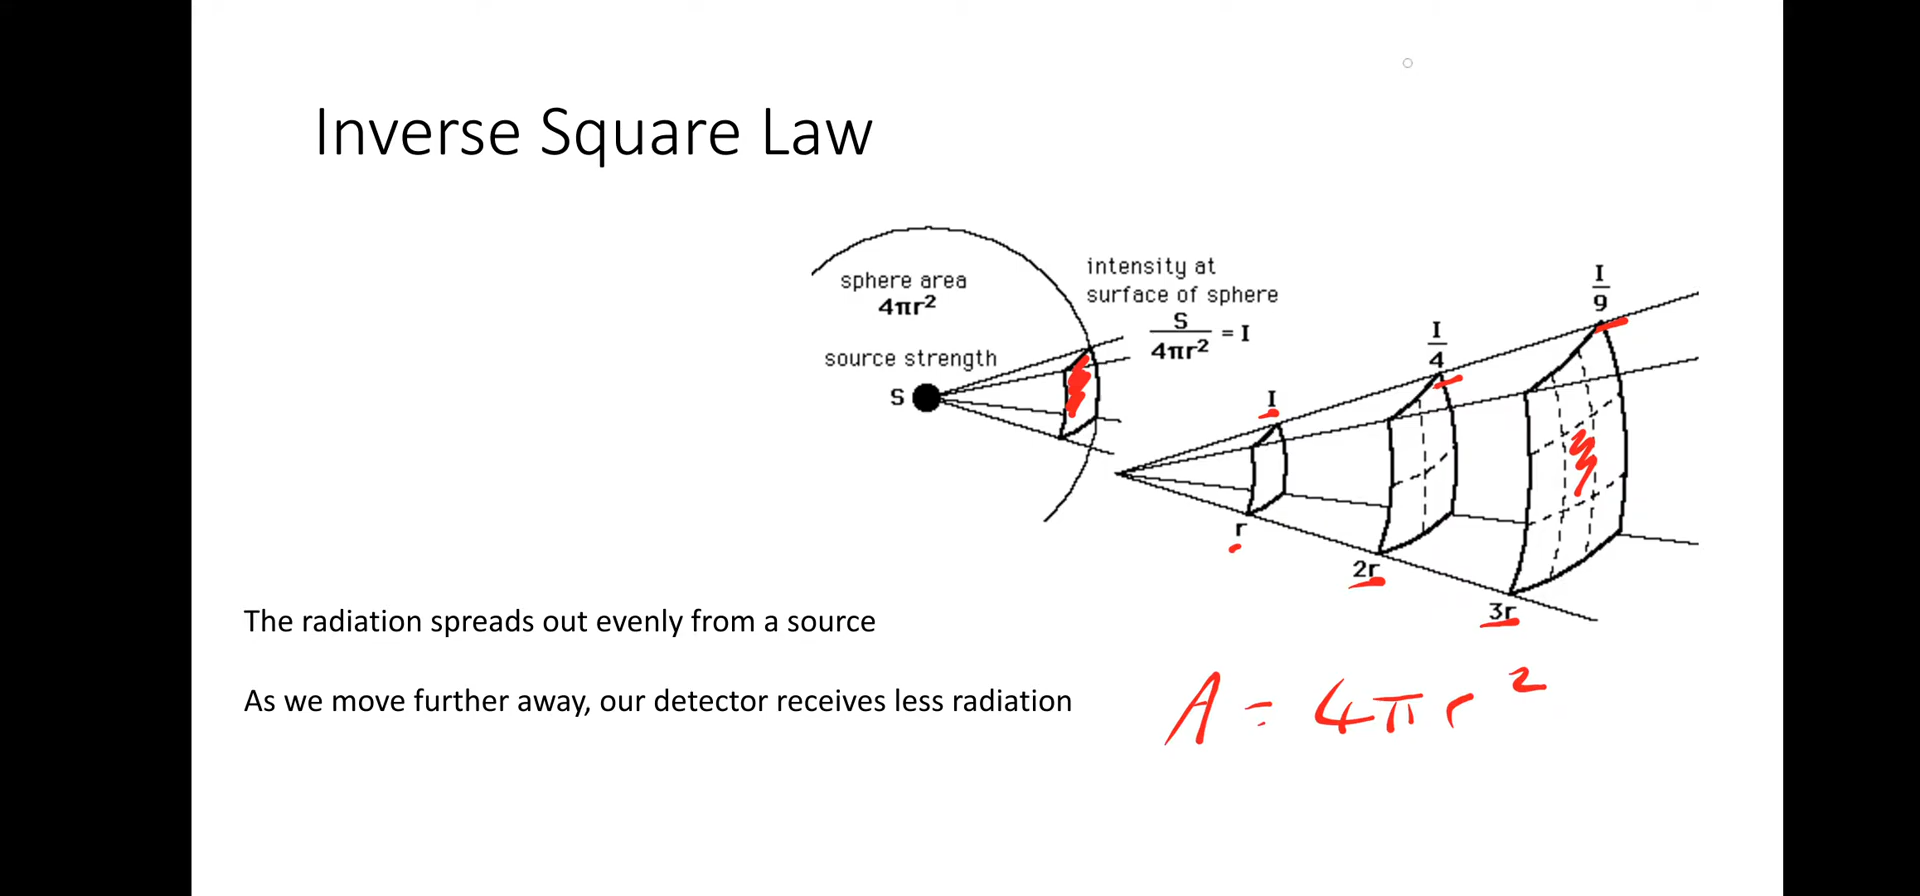 Inverse Square Law
sphere area
4πr²
source strength
S
intensity at
surface of sphere
S
4πr² = I
I
I
4
I
9
r
2r
3r
The radiation spreads out evenly from a source
As we move further away, our detector receives less radiation
A = 4πr²